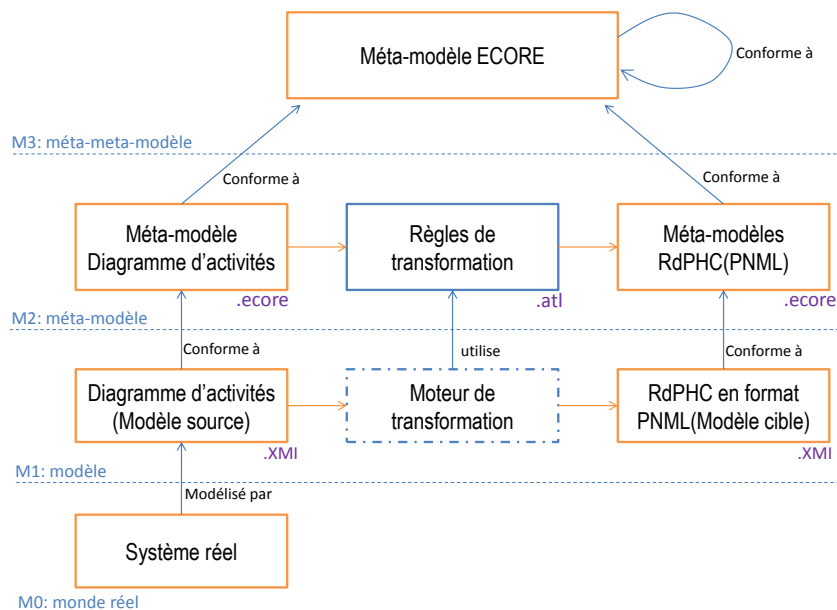 Méta-modèle ECORE
Conforme à
M3: méta-meta-modèle
Conforme à
Conforme à
Méta-modèle
Diagramme d'activités
.ecore
Règles de
transformation
.atl
Méta-modèles
RdPHC(PNML)
.ecore
M2: méta-modèle
Conforme à
utilise
Conforme à
Diagramme d'activités
(Modèle source)
.XMI
Moteur de
transformation
RdPHC en format
PNML(Modèle cible)
.XMI
M1: modèle
Modélisé par
Système réel
M0: monde réel